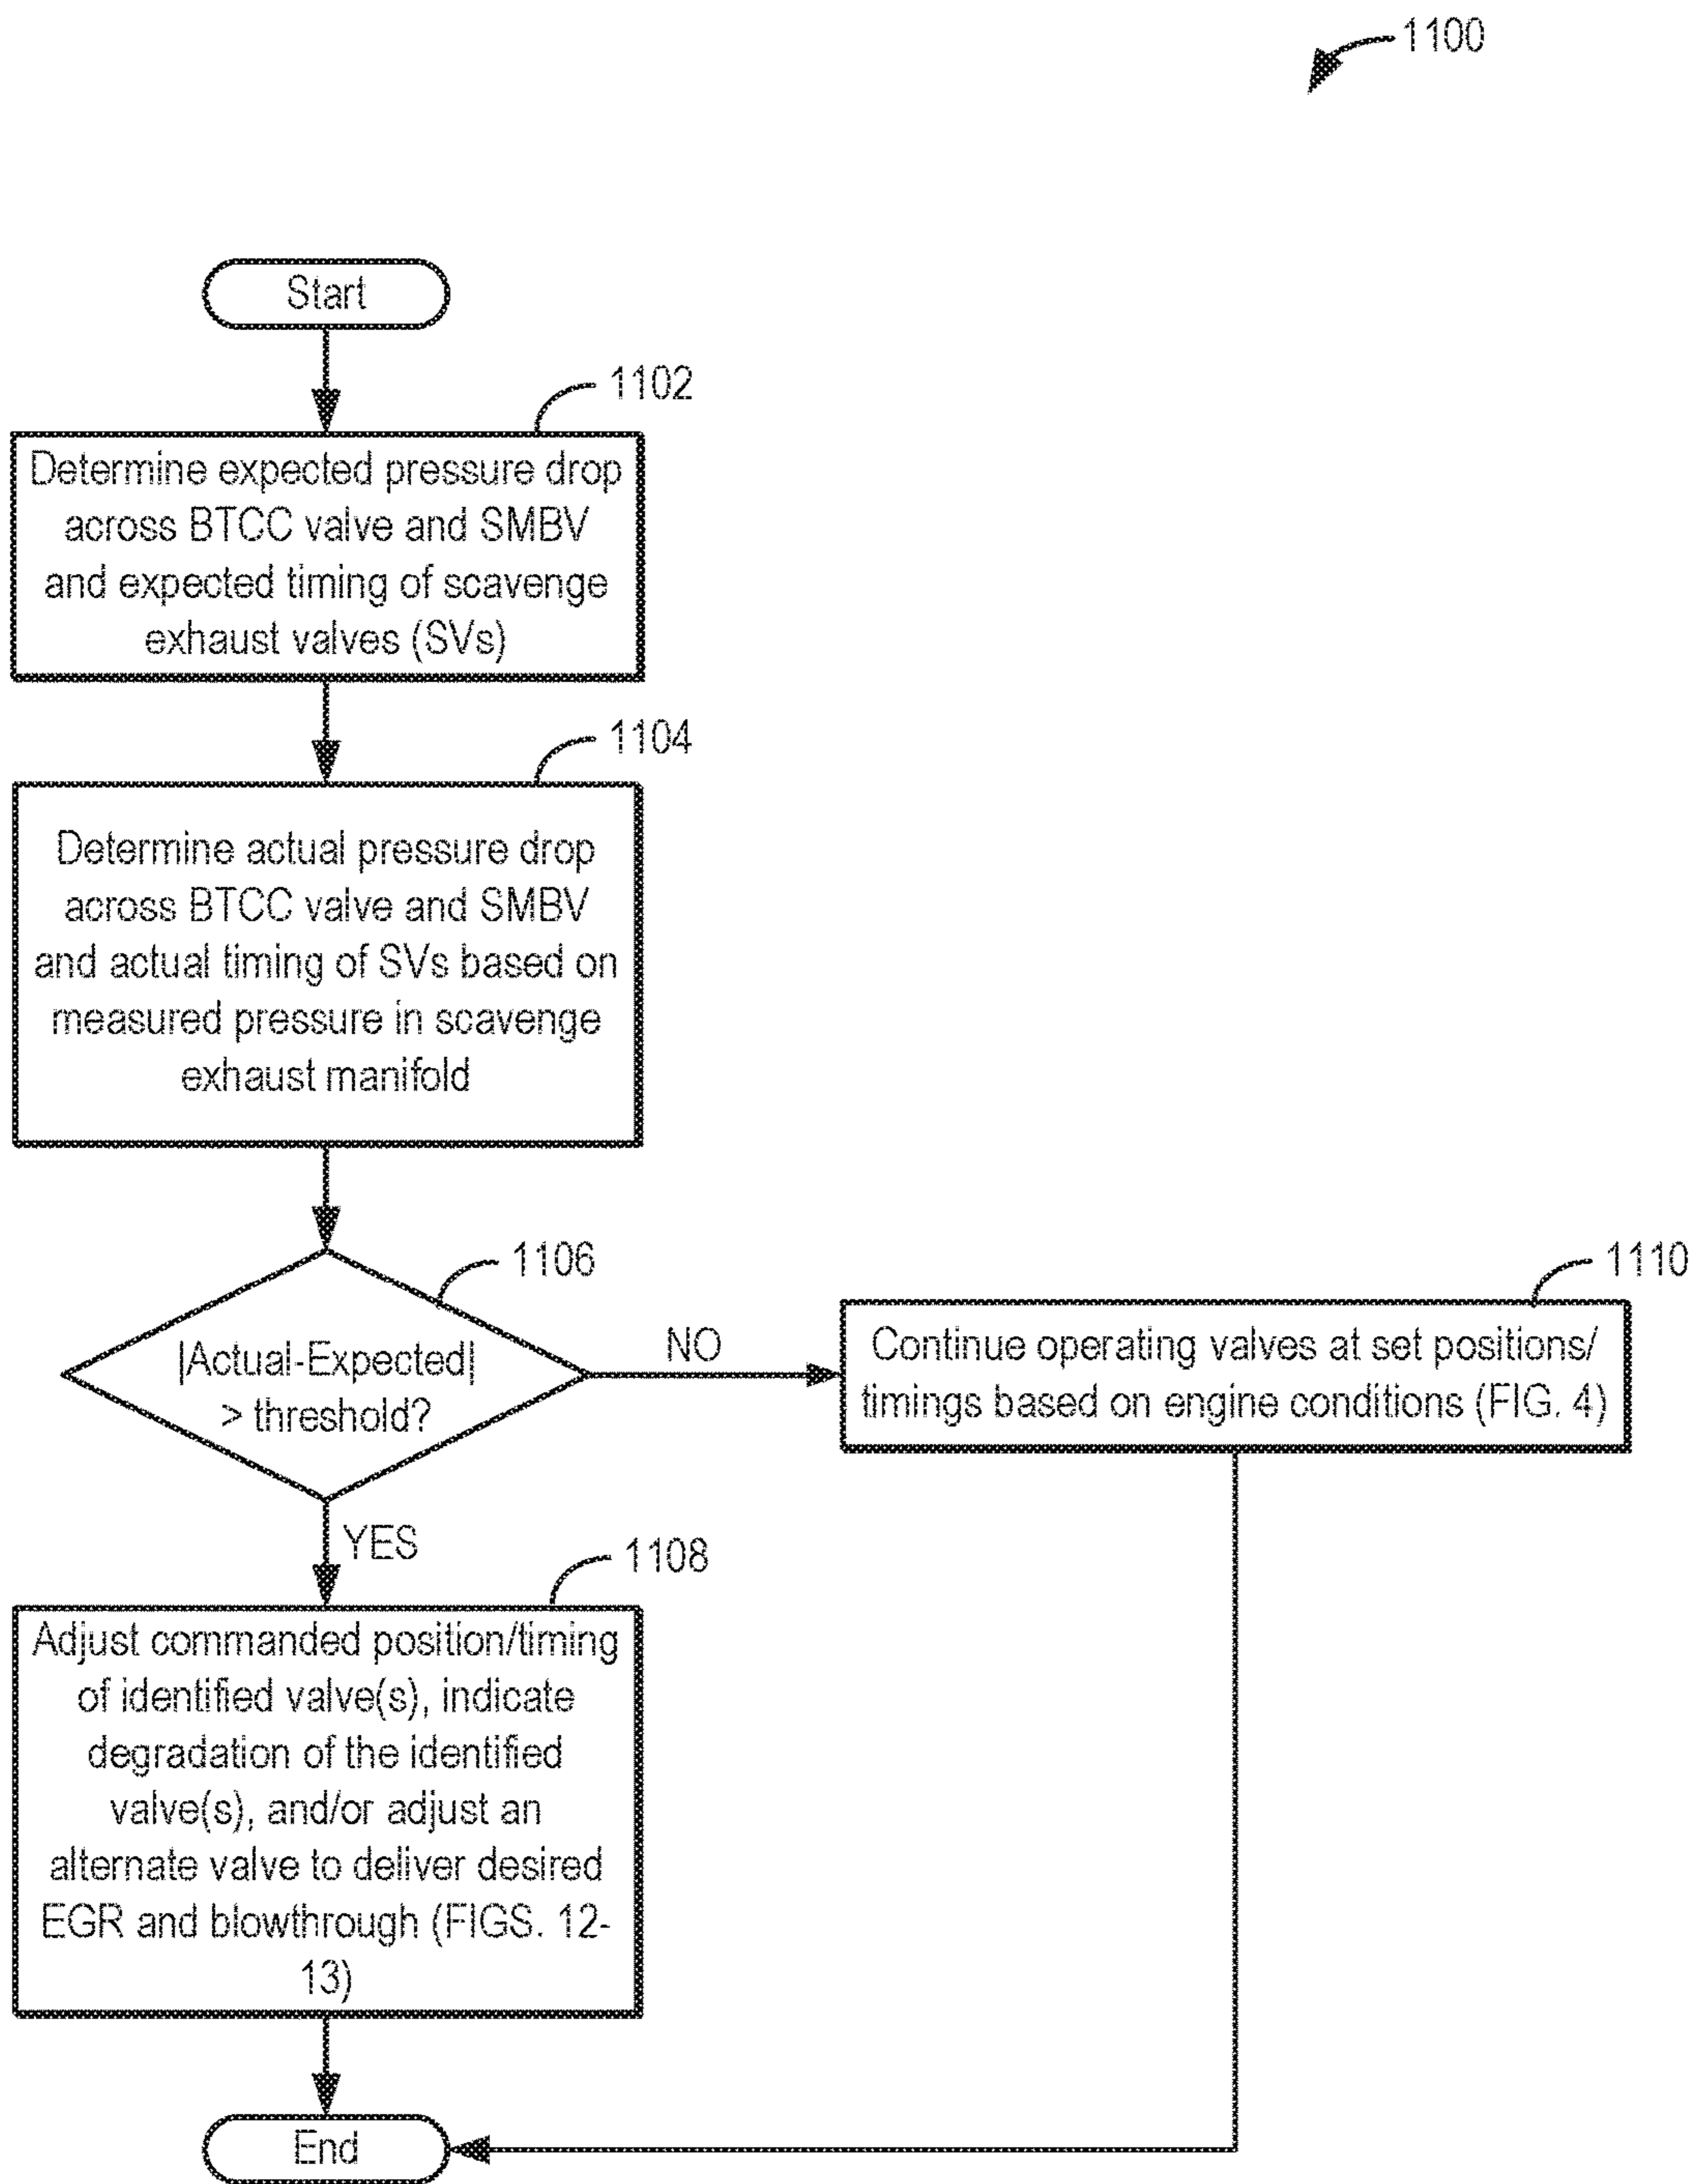 1100
Start
1102
Determine expected pressure drop
across BTCC valve and SMBV
and expected timing of scavenge
exhaust valves (SVs)
1104
Determine actual pressure drop
across BTCC valve and SMBV
and actual timing of SVs based on
measured pressure in scavenge
exhaust manifold
1106
|Actual-Expected|
> threshold?
NO
1110
Continue operating valves at set positions/
timings based on engine conditions (FIG. 4)
YES
1108
Adjust commanded position/timing
of identified valve(s), indicate
degradation of the identified
valve(s), and/or adjust an
alternate valve to deliver desired
EGR and blowthrough (FIGS. 12-
13)
End